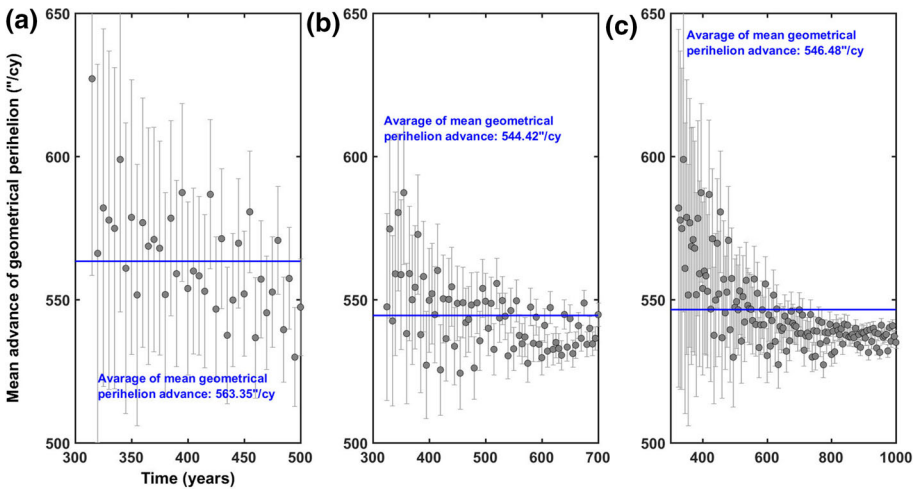 (a)
(b)
(c)
Mean advance of geometrical perihelion ("/cy)
650
600
550
500
Avarage of mean geometrical
perihelion advance: 563.35"/cy
300 350 400 450 500
Time (years)
650
600
550
500
Avarage of mean geometrical
perihelion advance: 544.42"/cy
300 400 500 600 700
650
600
550
500
Avarage of mean geometrical
perihelion advance: 546.48"/cy
400 600 800 1000